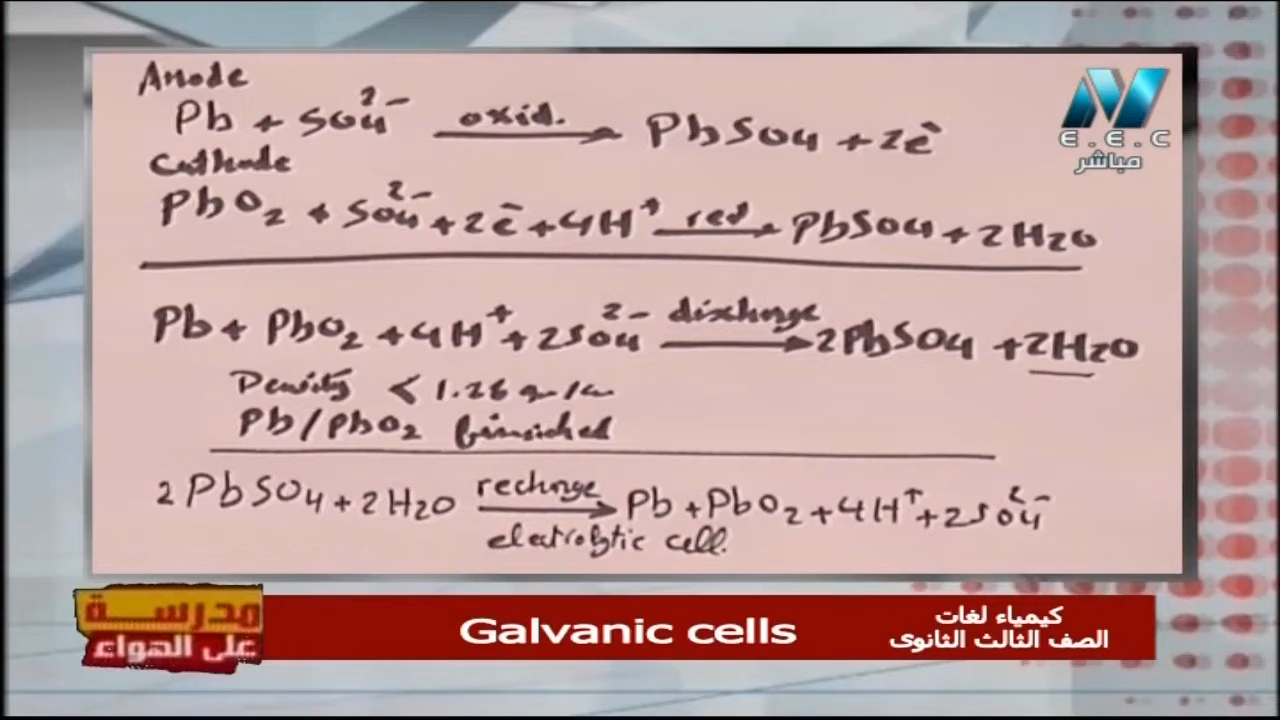 Anode
Pb + SO4^2- oxid. → PbSO4 + 2e^-
Cathode
PbO2 + SO4^2- + 2e^- + 4H^+ red → PbSO4 + 2H2O
Pb + PbO2 + 4H^+ + 2SO4^2- discharge → 2PbSO4 + 2H2O
Density < 1.28
Pb/PbO2
2PbSO4 + 2H2O recharge → Pb + PbO2 + 4H^+ + 2SO4^2-
electrolytic cell.
E.E.C
مباشر
مدرسة
على الهواء
Galvanic cells
كيمياء لغات
الصف الثالث الثانوى